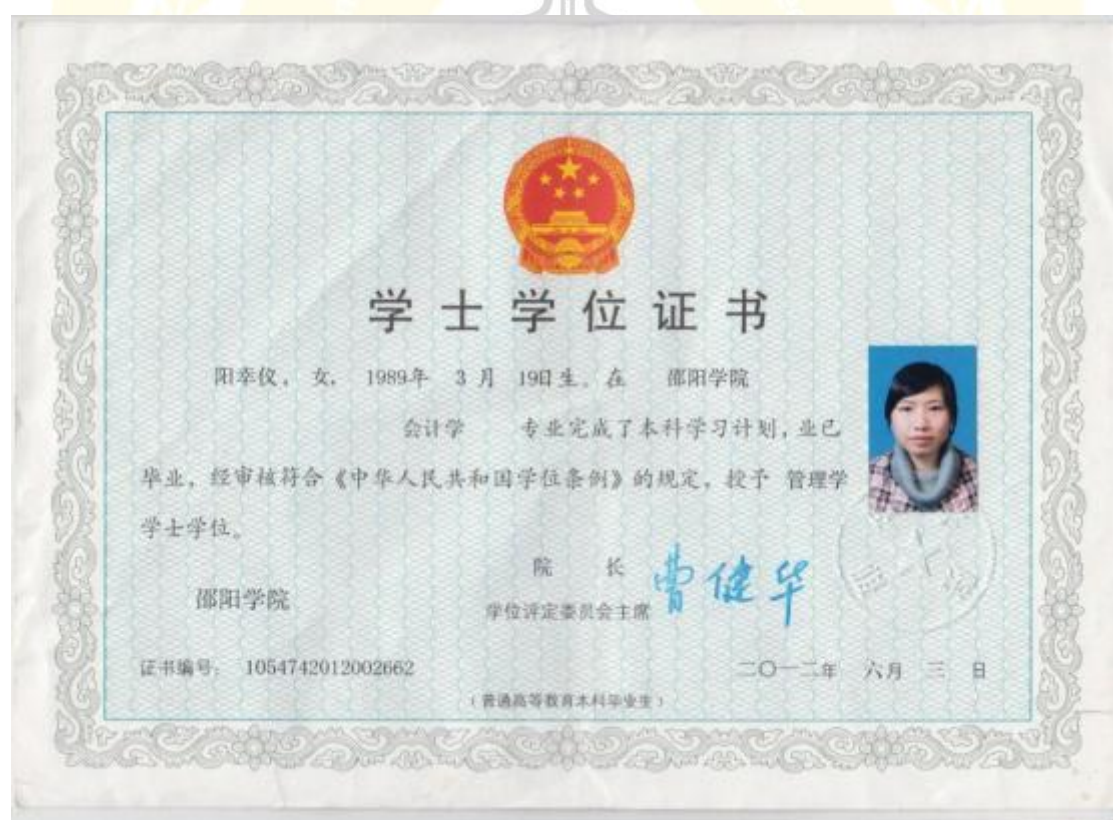 学士学位证书
阳幸仪，女，1989年 3月 19日生。在 邵阳学院
会计学 专业完成了本科学习计划，业已
毕业，经审核符合《中华人民共和国学位条例》的规定，授予 管理学
学士学位。
院 长 曹健华
邵阳学院
学位评定委员会主席
证书编号：1054742012002662
二〇一二年 六月 三 日
（普通高等教育本科毕业生）